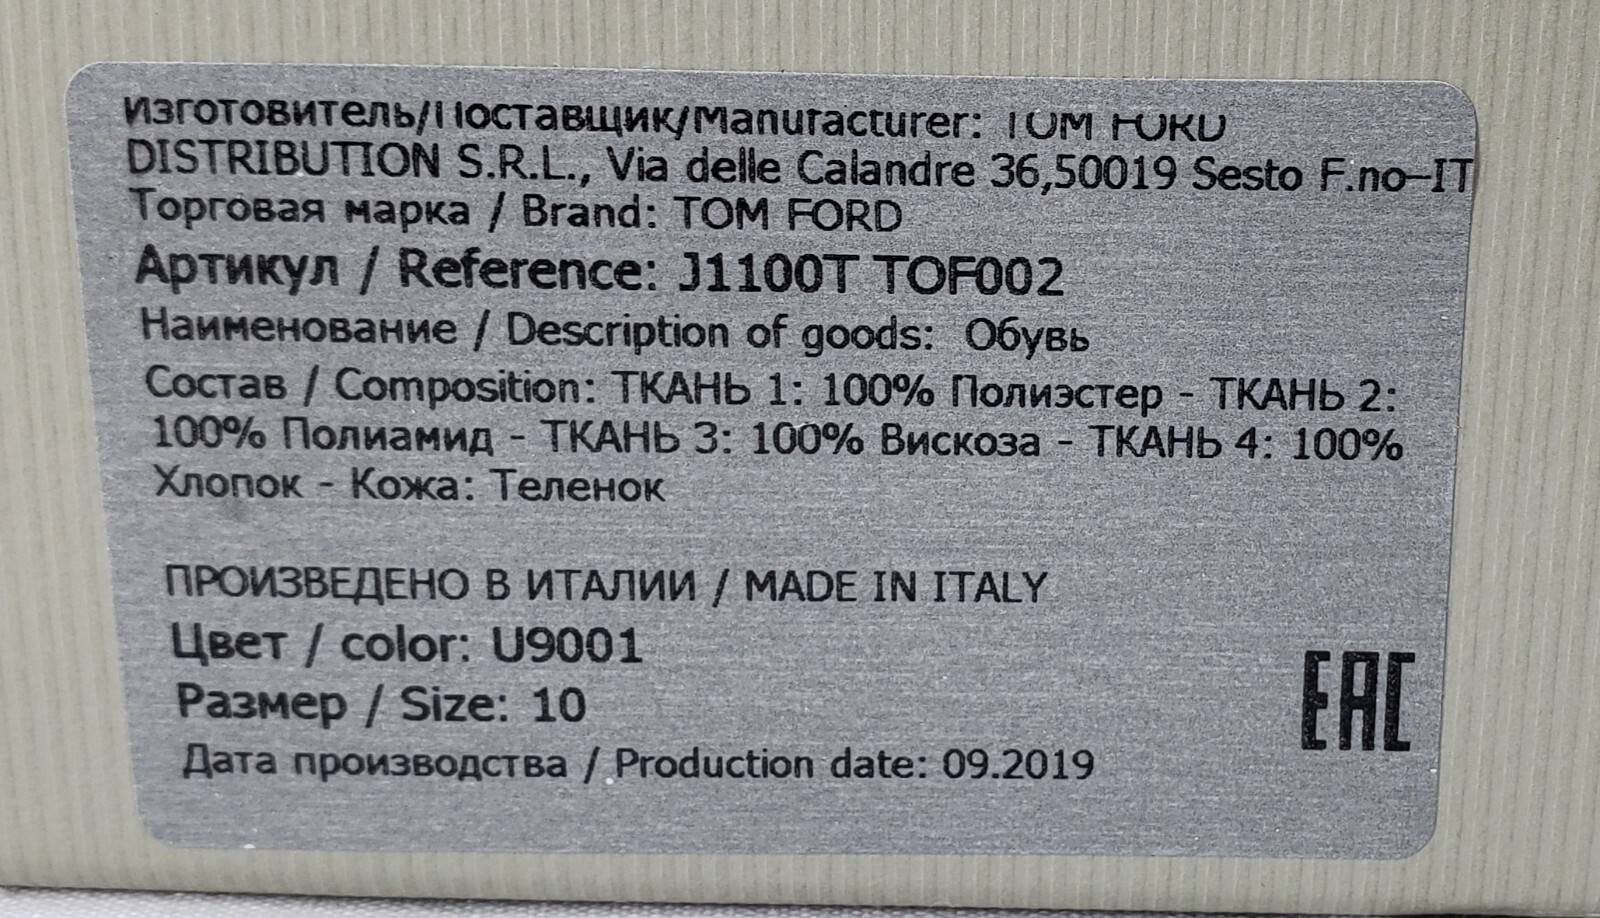 Изготовитель/Поставщик/Manufacturer: TOM FORD
DISTRIBUTION S.R.L., Via delle Calandre 36,50019 Sesto F.no-IT
Торговая марка / Brand: TOM FORD
Артикул / Reference: J1100T TOF002
Наименование / Description of goods: Обувь
Состав / Composition: ТКАНЬ 1: 100% Полиэстер - ТКАНЬ 2:
100% Полиамид - ТКАНЬ 3: 100% Вискоза - ТКАНЬ 4: 100%
Хлопок - Кожа: Теленок
ПРОИЗВЕДЕНО В ИТАЛИИ / MADE IN ITALY
Цвет / color: U9001
Размер / Size: 10
Дата производства / Production date: 09.2019
EAC